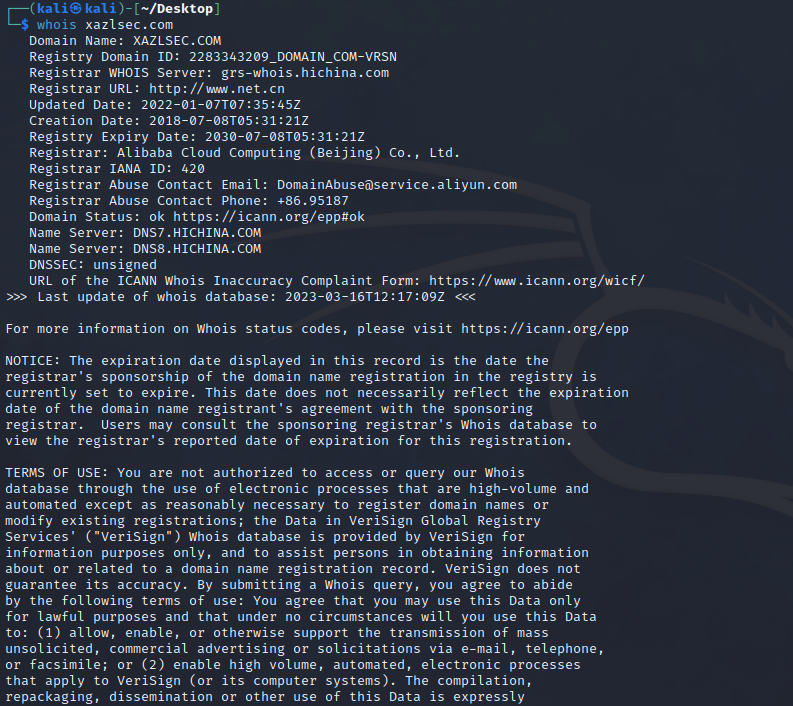 ┌──(kali㉿kali)-[~/Desktop]
└─$ whois xazlsec.com
Domain Name: XAZLSEC.COM
Registry Domain ID: 2283343209_DOMAIN_COM-VRSN
Registrar WHOIS Server: grs-whois.hichina.com
Registrar URL: http://www.net.cn
Updated Date: 2022-01-07T07:35:45Z
Creation Date: 2018-07-08T05:31:21Z
Registry Expiry Date: 2030-07-08T05:31:21Z
Registrar: Alibaba Cloud Computing (Beijing) Co., Ltd.
Registrar IANA ID: 420
Registrar Abuse Contact Email: DomainAbuse@service.aliyun.com
Registrar Abuse Contact Phone: +86.95187
Domain Status: ok https://icann.org/epp#ok
Name Server: DNS7.HICHINA.COM
Name Server: DNS8.HICHINA.COM
DNSSEC: unsigned
URL of the ICANN Whois Inaccuracy Complaint Form: https://www.icann.org/wicf/
>>> Last update of whois database: 2023-03-16T12:17:09Z <<<
For more information on Whois status codes, please visit https://icann.org/epp
NOTICE: The expiration date displayed in this record is the date the
registrar's sponsorship of the domain name registration in the registry is
currently set to expire. This date does not necessarily reflect the expiration
date of the domain name registrant's agreement with the sponsoring
registrar.  Users may consult the sponsoring registrar's Whois database to
view the registrar's reported date of expiration for this registration.
TERMS OF USE: You are not authorized to access or query our Whois
database through the use of electronic processes that are high-volume and
automated except as reasonably necessary to register domain names or
modify existing registrations; the Data in VeriSign Global Registry
Services' ("VeriSign") Whois database is provided by VeriSign for
information purposes only, and to assist persons in obtaining information
about or related to a domain name registration record. VeriSign does not
guarantee its accuracy. By submitting a Whois query, you agree to abide
by the following terms of use: You agree that you may use this Data only
for lawful purposes and that under no circumstances will you use this Data
to: (1) allow, enable, or otherwise support the transmission of mass
unsolicited, commercial advertising or solicitations via e-mail, telephone,
or facsimile; or (2) enable high volume, automated, electronic processes
that apply to VeriSign (or its computer systems). The compilation,
repackaging, dissemination or other use of this Data is expressly